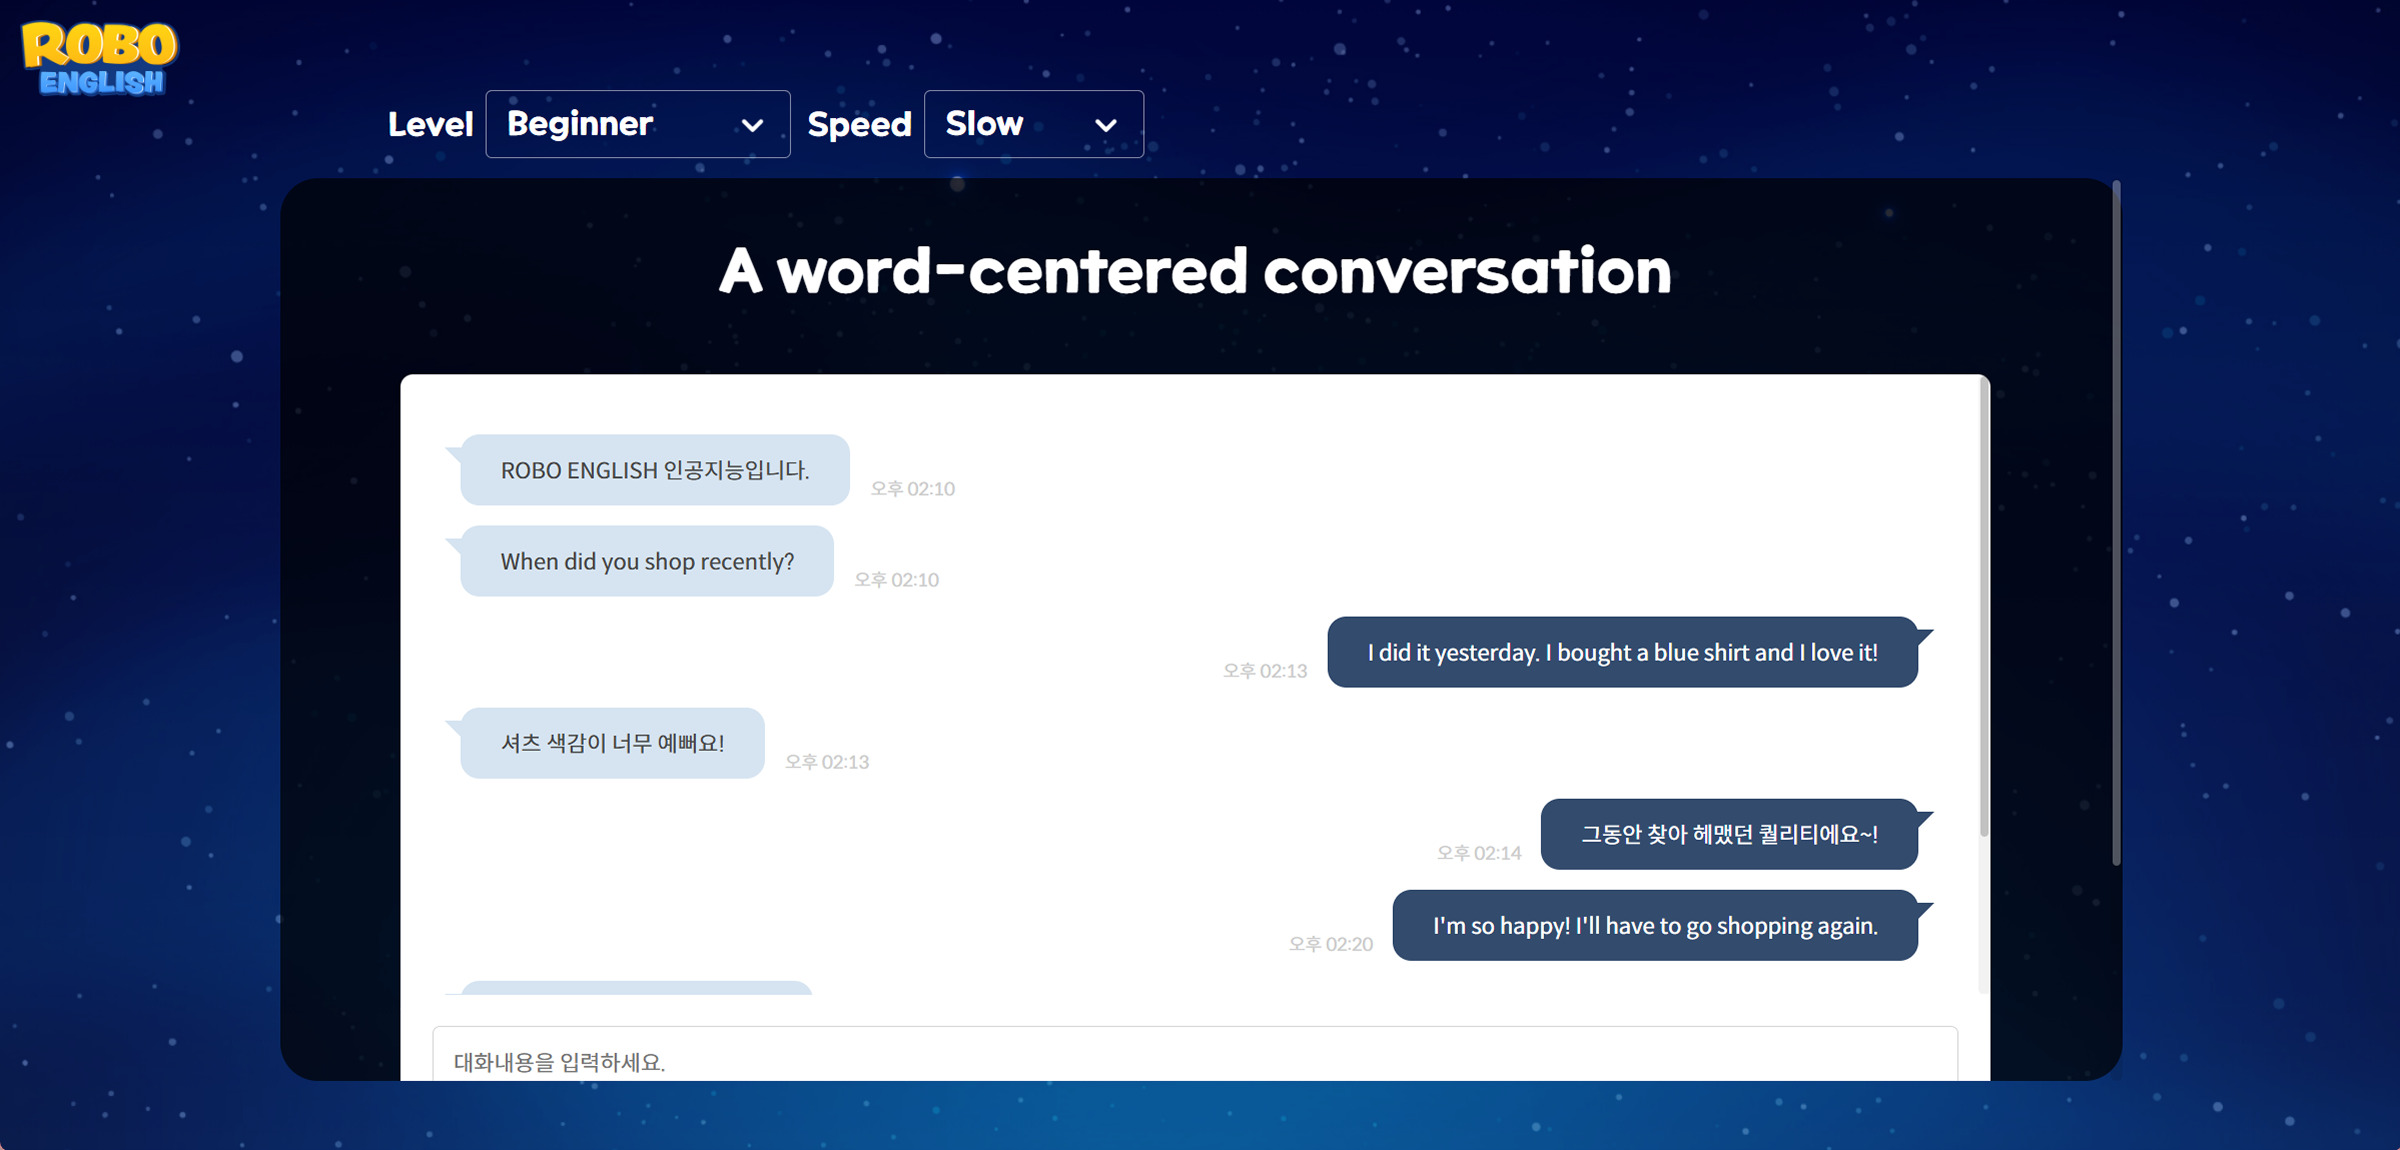 ROBO
ENGLISH
Level Beginner Speed Slow
A word-centered conversation
ROBO ENGLISH 인공지능입니다.
오후 02:10
When did you shop recently?
오후 02:10
I did it yesterday. I bought a blue shirt and I love it!
오후 02:13
셔츠 색감이 너무 예뻐요!
오후 02:13
그동안 찾아 헤맸던 퀄리티에요~!
오후 02:14
I'm so happy! I'll have to go shopping again.
오후 02:20
대화내용을 입력하세요.